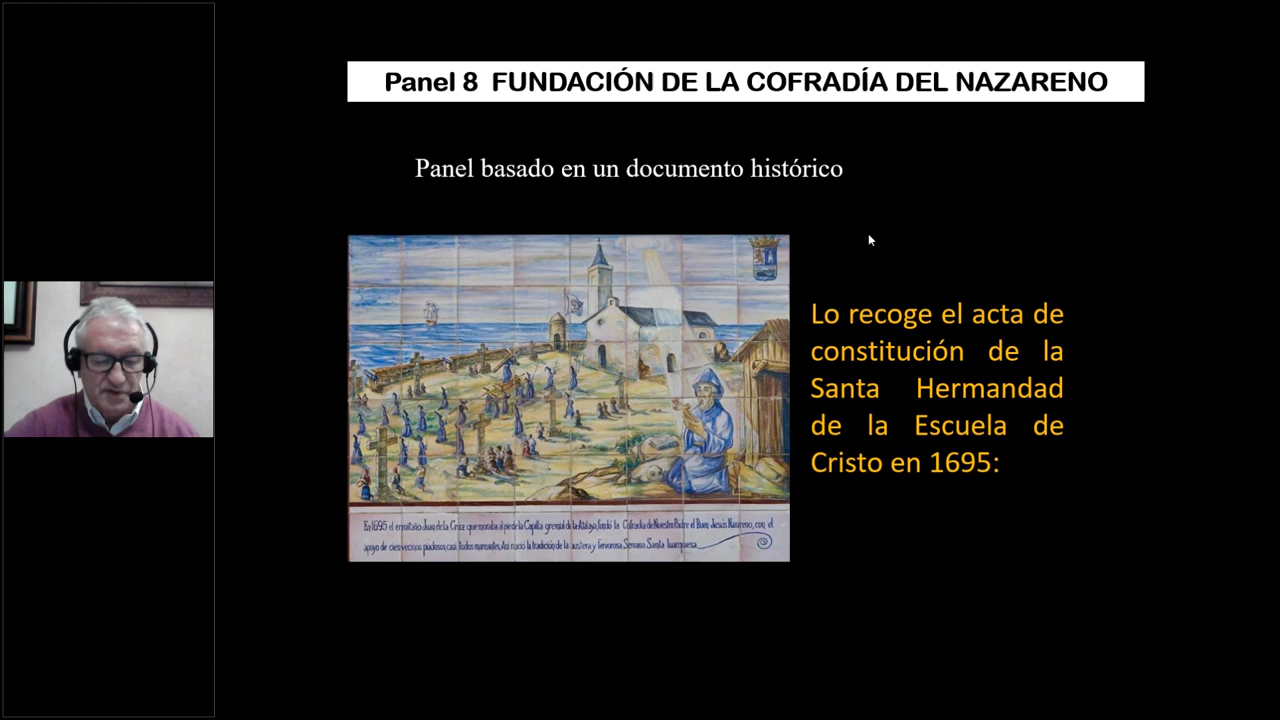 Panel 8 FUNDACIÓN DE LA COFRADÍA DEL NAZARENO
Panel basado en un documento histórico
Lo recoge el acta de
constitución de la
Santa Hermandad
de la Escuela de
Cristo en 1695:
En 1695 el ermitaño Juan de la Cruz que moraba al pie de la Capilla gremial de la Atalaya, fundó la Cofradía de Nuestro Padre el Buen Jesús Nazareno, con el
apoyo de cien vecinos piadosos, casi todos mareantes. Así nació la tradición de la austera y fervorosa Semana Santa luarquesa